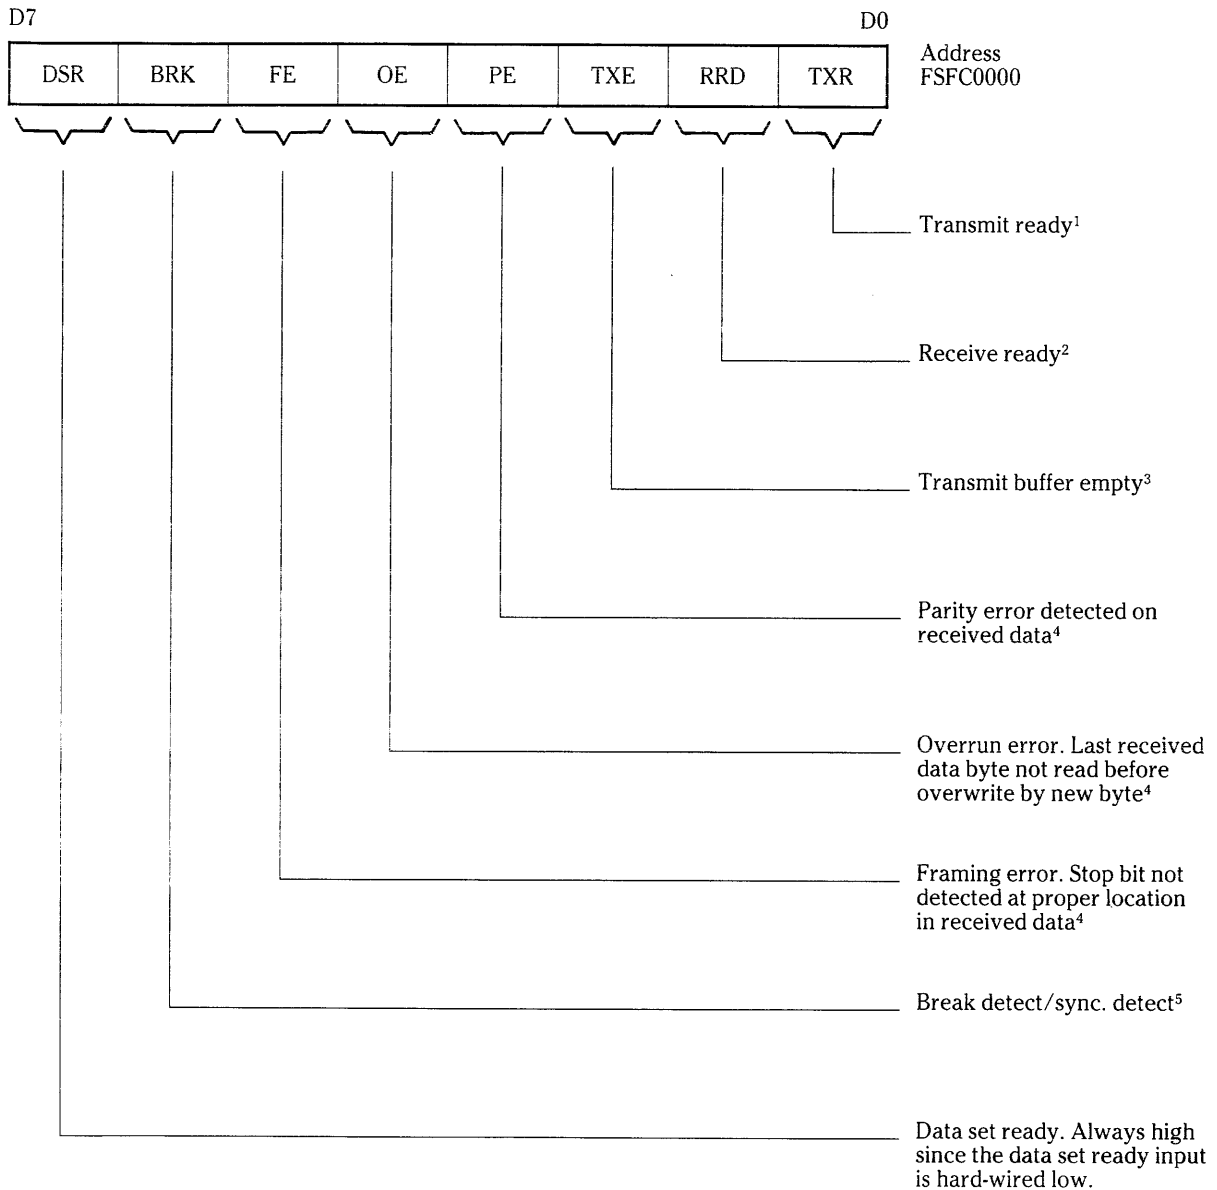 D7 D0
DSR BRK FE OE PE TXE RRD TXR
Address
FSFC0000
Transmit ready¹
Receive ready²
Transmit buffer empty³
Parity error detected on
received data⁴
Overrun error. Last received
data byte not read before
overwrite by new byte⁴
Framing error. Stop bit not
detected at proper location
in received data⁴
Break detect/sync. detect⁵
Data set ready. Always high
since the data set ready input
is hard-wired low.